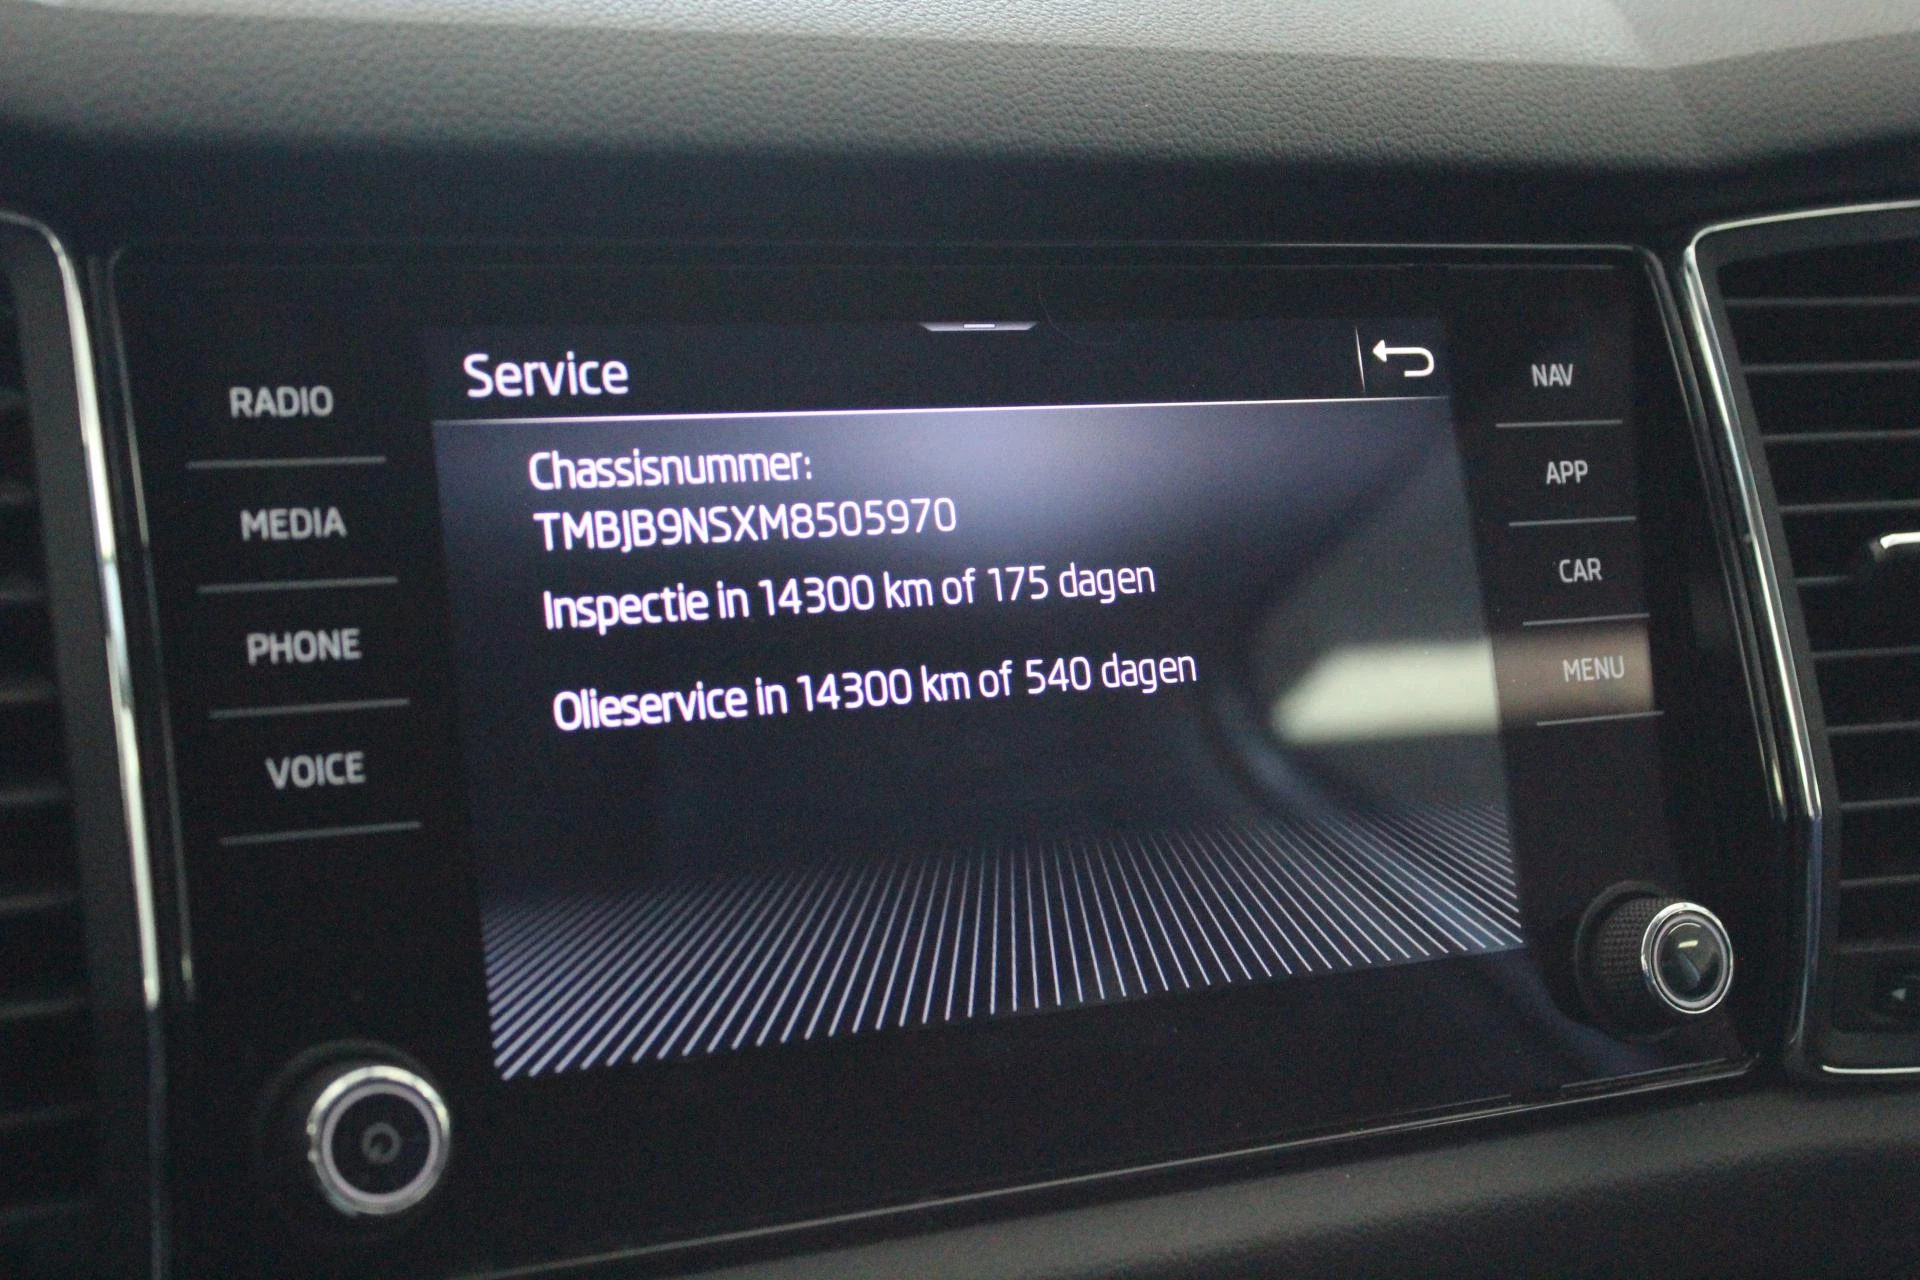 Service
RADIO
MEDIA
PHONE
VOICE
Chassisnummer:
TMBJB9NSXM8505970
Inspectie in 14300 km of 175 dagen
Olieservice in 14300 km of 540 dagen
NAV
APP
CAR
MENU